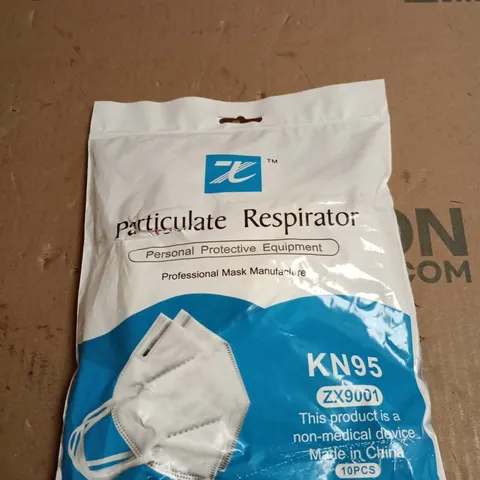 ZX ™
Particulate Respirator
Personal Protective Equipment
Professional Mask Manufacture
KN95
ZX9001
This product is a
non-medical device
Made in China
10PCS
ON
COM